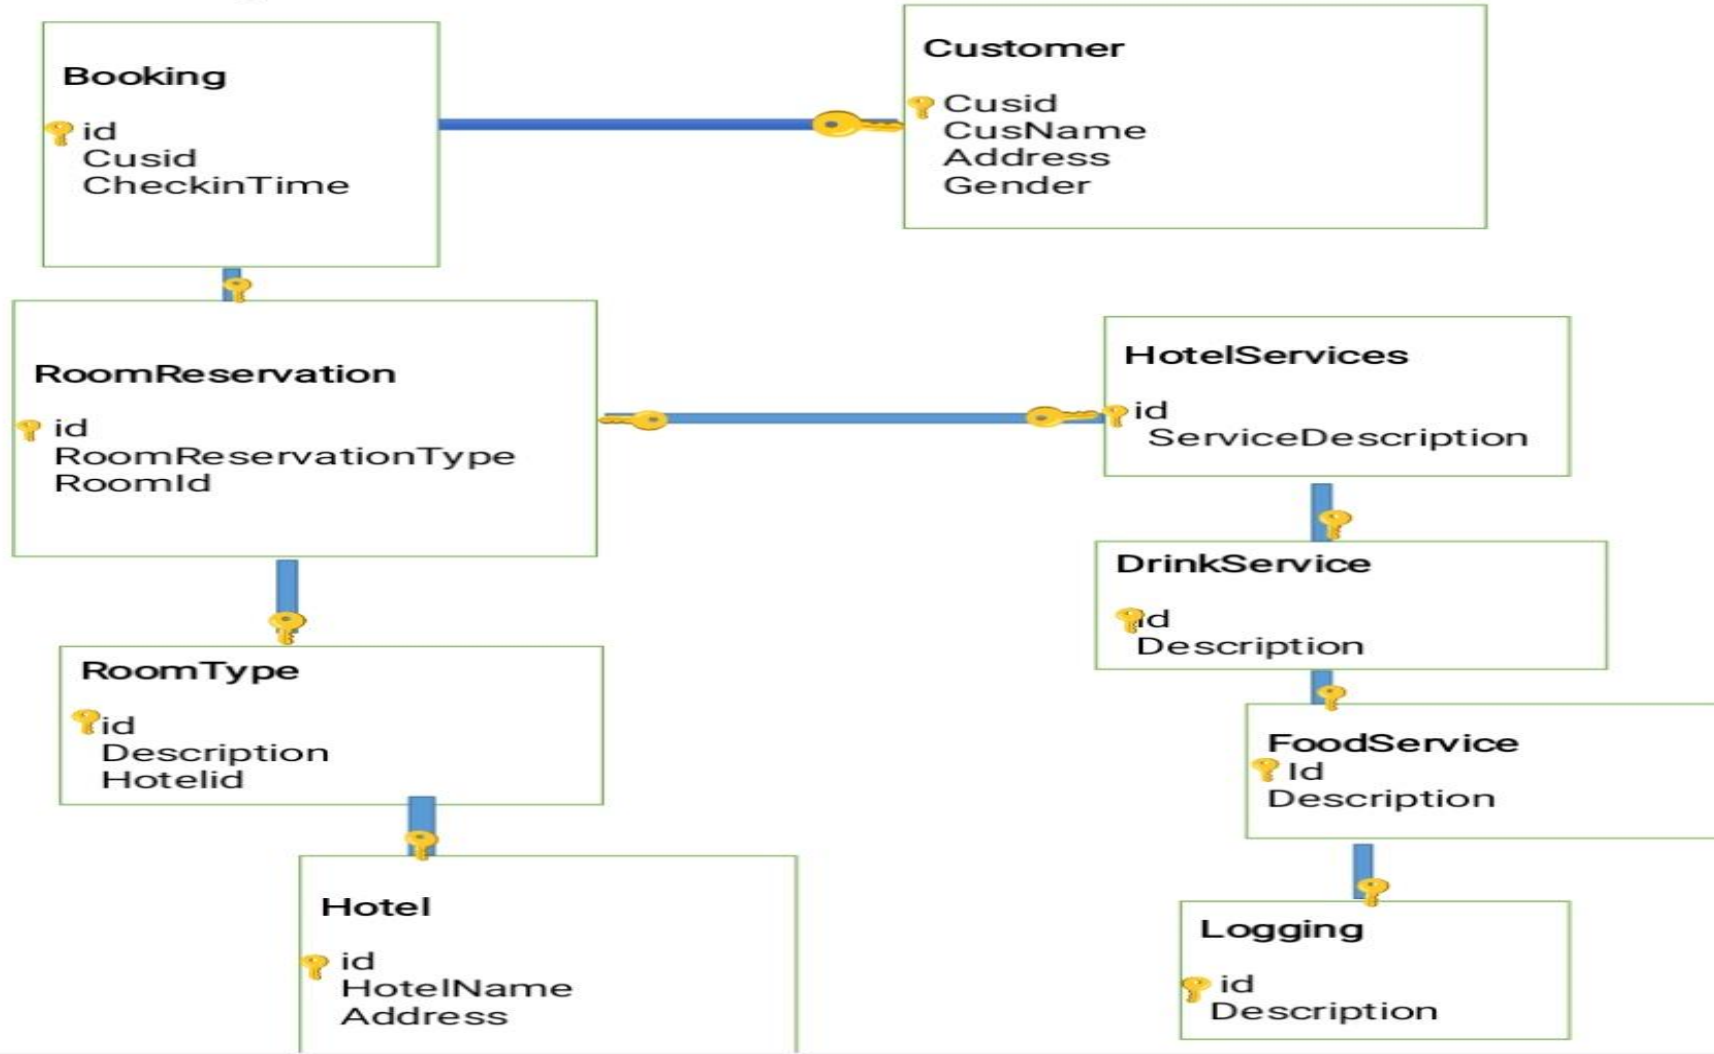 Booking
id
Cusid
CheckinTime
Customer
Cusid
CusName
Address
Gender
RoomReservation
id
RoomReservationType
RoomId
HotelServices
id
ServiceDescription
DrinkService
id
Description
RoomType
id
Description
Hotelid
FoodService
Id
Description
Hotel
id
HotelName
Address
Logging
id
Description